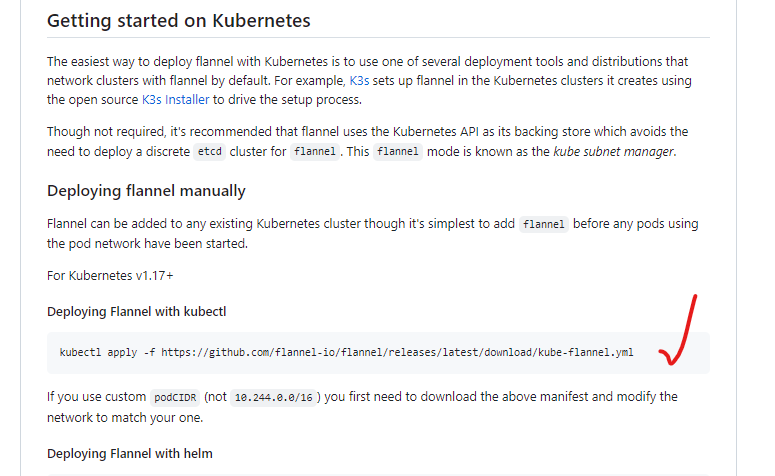 Getting started on Kubernetes
The easiest way to deploy flannel with Kubernetes is to use one of several deployment tools and distributions that
network clusters with flannel by default. For example, K3s sets up flannel in the Kubernetes clusters it creates using
the open source K3s Installer to drive the setup process.
Though not required, it's recommended that flannel uses the Kubernetes API as its backing store which avoids the
need to deploy a discrete etcd cluster for flannel. This flannel mode is known as the kube subnet manager.
Deploying flannel manually
Flannel can be added to any existing Kubernetes cluster though it's simplest to add flannel before any pods using
the pod network have been started.
For Kubernetes v1.17+
Deploying Flannel with kubectl
kubectl apply -f https://github.com/flannel-io/flannel/releases/latest/download/kube-flannel.yml
If you use custom podCIDR (not 10.244.0.0/16) you first need to download the above manifest and modify the
network to match your one.
Deploying Flannel with helm